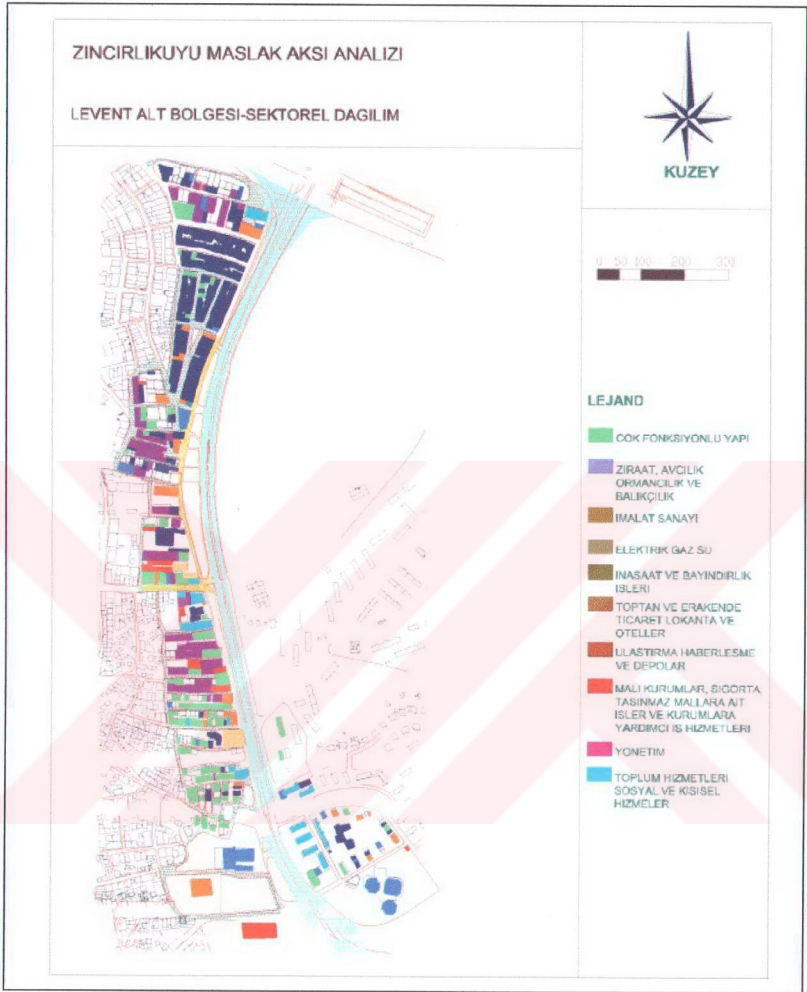 ZINCIRLIKUYU MASLAK AKSI ANALIZI
LEVENT ALT BOLGESI-SEKTOREL DAGILIM
KUZEY
0 50 100 200 300
LEJAND
COK FONKSIYONLU YAPI
ZIRAAT, AVCILIK
ORMANCILIK VE
BALIKÇILIK
IMALAT SANAYI
ELEKTRIK GAZ SU
INASAAT VE BAYINDIRLIK
ISLERI
TOPTAN VE ERAKENDE
TICARET LOKANTA VE
OTELLER
ULASTIRMA HABERLESME
VE DEPOLAR
MALI KURUMLAR, SIGORTA,
TASINMAZ MALLARA AIT
ISLER VE KURUMLARA
YARDIMCI IS HIZMETLERI
YONETIM
TOPLUM HIZMETLERI
SOSYAL VE KISISEL
HIZMELER